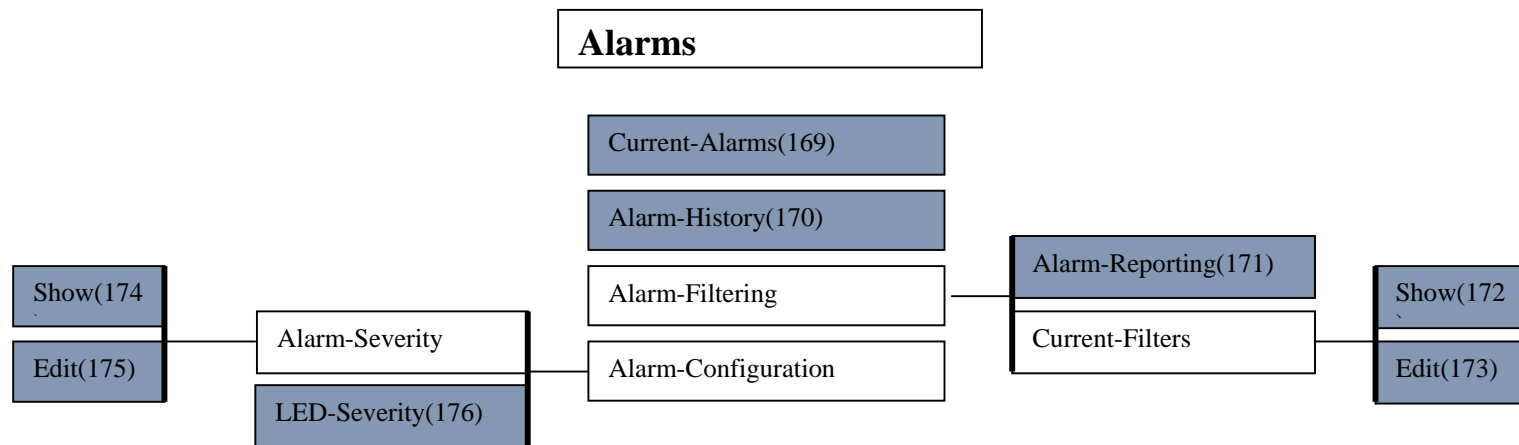 Alarms
Current-Alarms(169)
Alarm-History(170)
Alarm-Reporting(171)
Show(174
Alarm-Filtering
Show(172
Alarm-Severity
Current-Filters
Edit(175)
Alarm-Configuration
Edit(173)
LED-Severity(176)